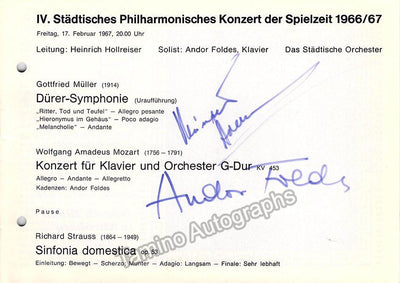 IV. Städtisches Philharmonisches Konzert der Spielzeit 1966/67
Freitag, 17. Februar 1967, 20.00 Uhr
Leitung: Heinrich Hollreiser Solist: Andor Foldes, Klavier Das Städtische Orchester
Gottfried Müller (1914)
Dürer-Symphonie (Uraufführung)
„Ritter, Tod und Teufel“ – Allegro pesante
„Hieronymus im Gehäus“ – Poco adagio
„Melancholie“ – Andante
Wolfgang Amadeus Mozart (1756 – 1791)
Konzert für Klavier und Orchester G-Dur KV 453
Allegro – Andante – Allegretto
Kadenzen: Andor Foldes
Andor Foldes
Pause
Tamino Autographs
Richard Strauss (1864 – 1949)
Sinfonia domestica op. 53
Einleitung: Bewegt – Scherzo: Munter – Adagio: Langsam – Finale: Sehr lebhaft